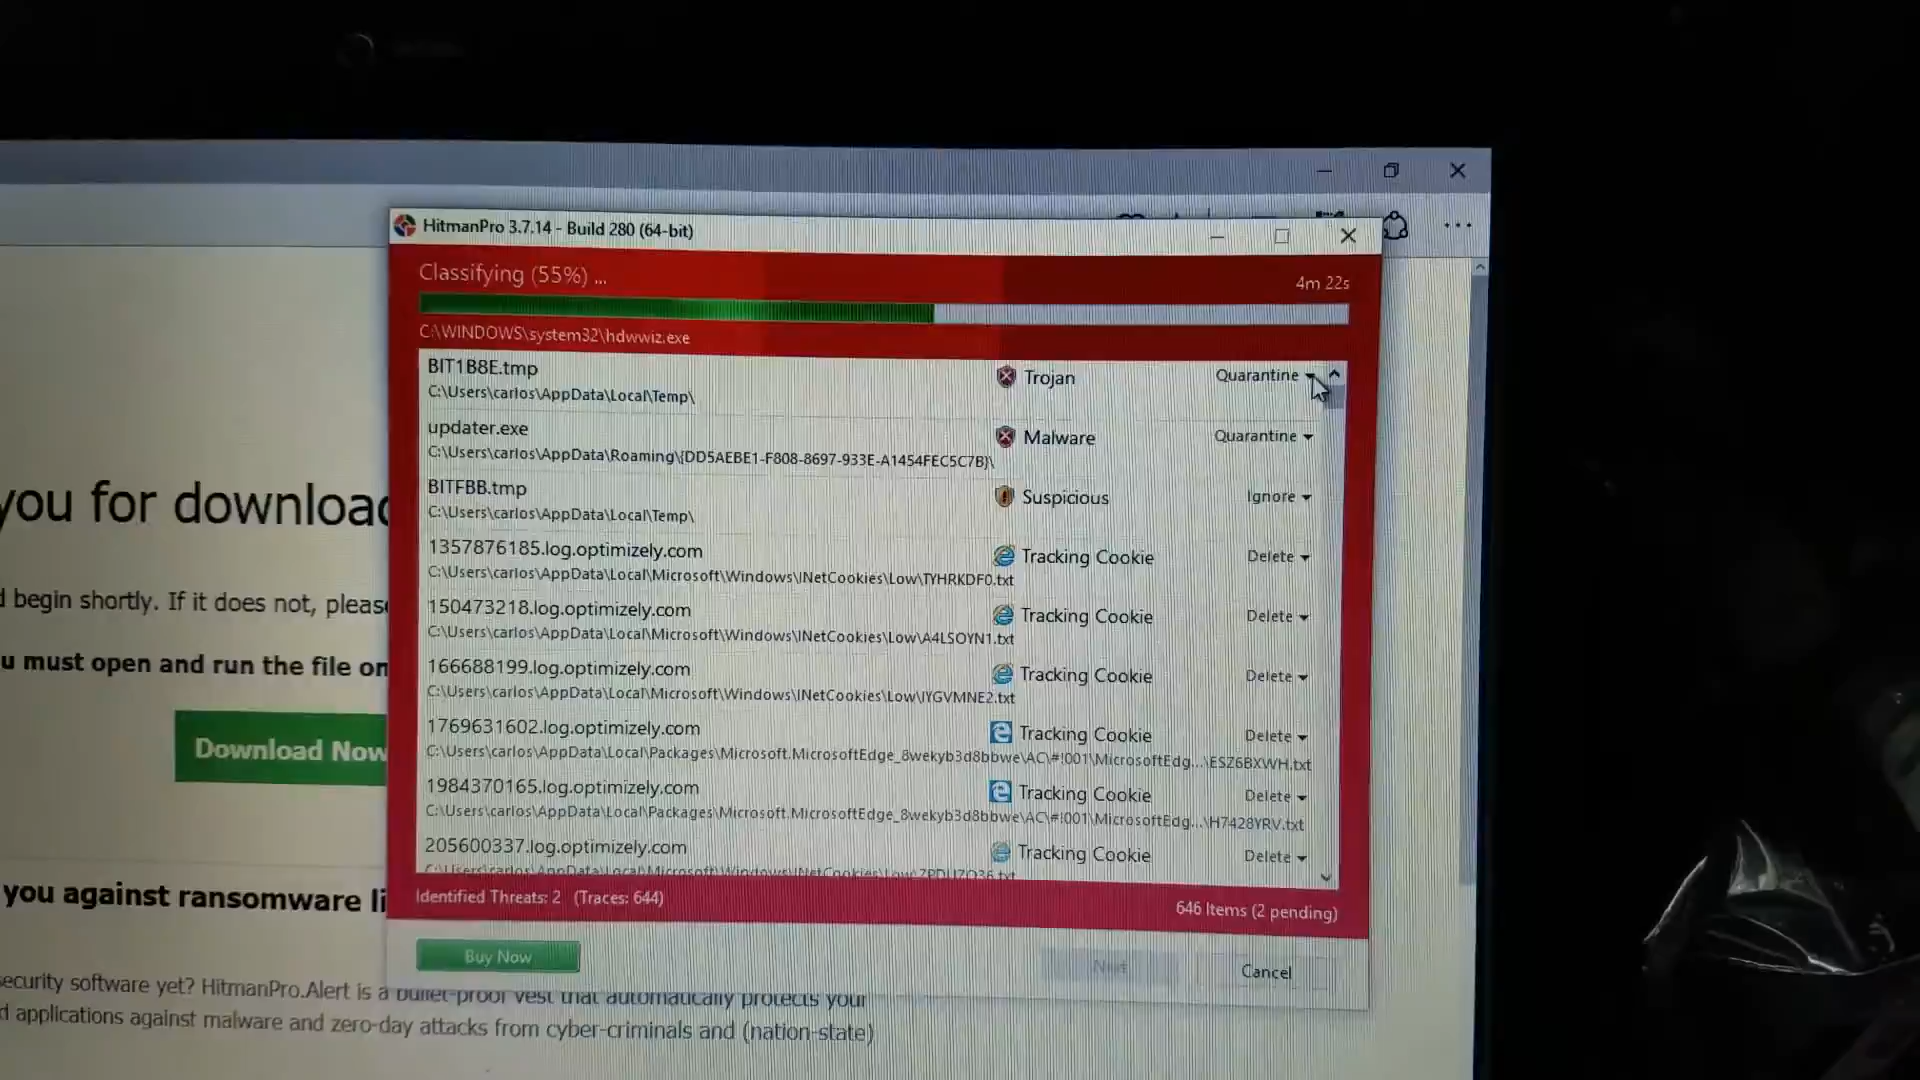 HitmanPro 3.7.14 - Build 280 (64-bit)
Classifying (55%) ...
4m 22s
C:\WINDOWS\system32\hdwwiz.exe
BIT1B8E.tmp
Trojan
Quarantine
C:\Users\carlos\AppData\Local\Temp\
updater.exe
Malware
Quarantine
C:\Users\carlos\AppData\Roaming\{DD5AEBE1-F808-8697-933E-A1454FEC5C7B}\
BITFBB.tmp
Suspicious
Ignore
C:\Users\carlos\AppData\Local\Temp\
1357876185.log.optimizely.com
Tracking Cookie
Delete
C:\Users\carlos\AppData\Local\Microsoft\Windows\INetCookies\Low\TYHRKDF0.txt
150473218.log.optimizely.com
Tracking Cookie
Delete
C:\Users\carlos\AppData\Local\Microsoft\Windows\INetCookies\Low\A4LSOYN1.txt
166688199.log.optimizely.com
Tracking Cookie
Delete
C:\Users\carlos\AppData\Local\Microsoft\Windows\INetCookies\Low\IYGVMNE2.txt
1769631602.log.optimizely.com
Tracking Cookie
Delete
C:\Users\carlos\AppData\Local\Packages\Microsoft.MicrosoftEdge_8wekyb3d8bbwe\AC\#!001\MicrosoftEdg...\ESZ6BXWH.txt
1984370165.log.optimizely.com
Tracking Cookie
Delete
C:\Users\carlos\AppData\Local\Packages\Microsoft.MicrosoftEdge_8wekyb3d8bbwe\AC\#!001\MicrosoftEdg...\H7428YRV.txt
205600337.log.optimizely.com
Tracking Cookie
Delete
Identified Threats: 2 (Traces: 644)
646 Items (2 pending)
Buy Now
Next
Cancel
you for download
begin shortly. If it does not, please
u must open and run the file on
Download Now
you against ransomware li
security software yet? HitmanPro.Alert is a bullet-proof vest that automatically protects your
d applications against malware and zero-day attacks from cyber-criminals and (nation-state)